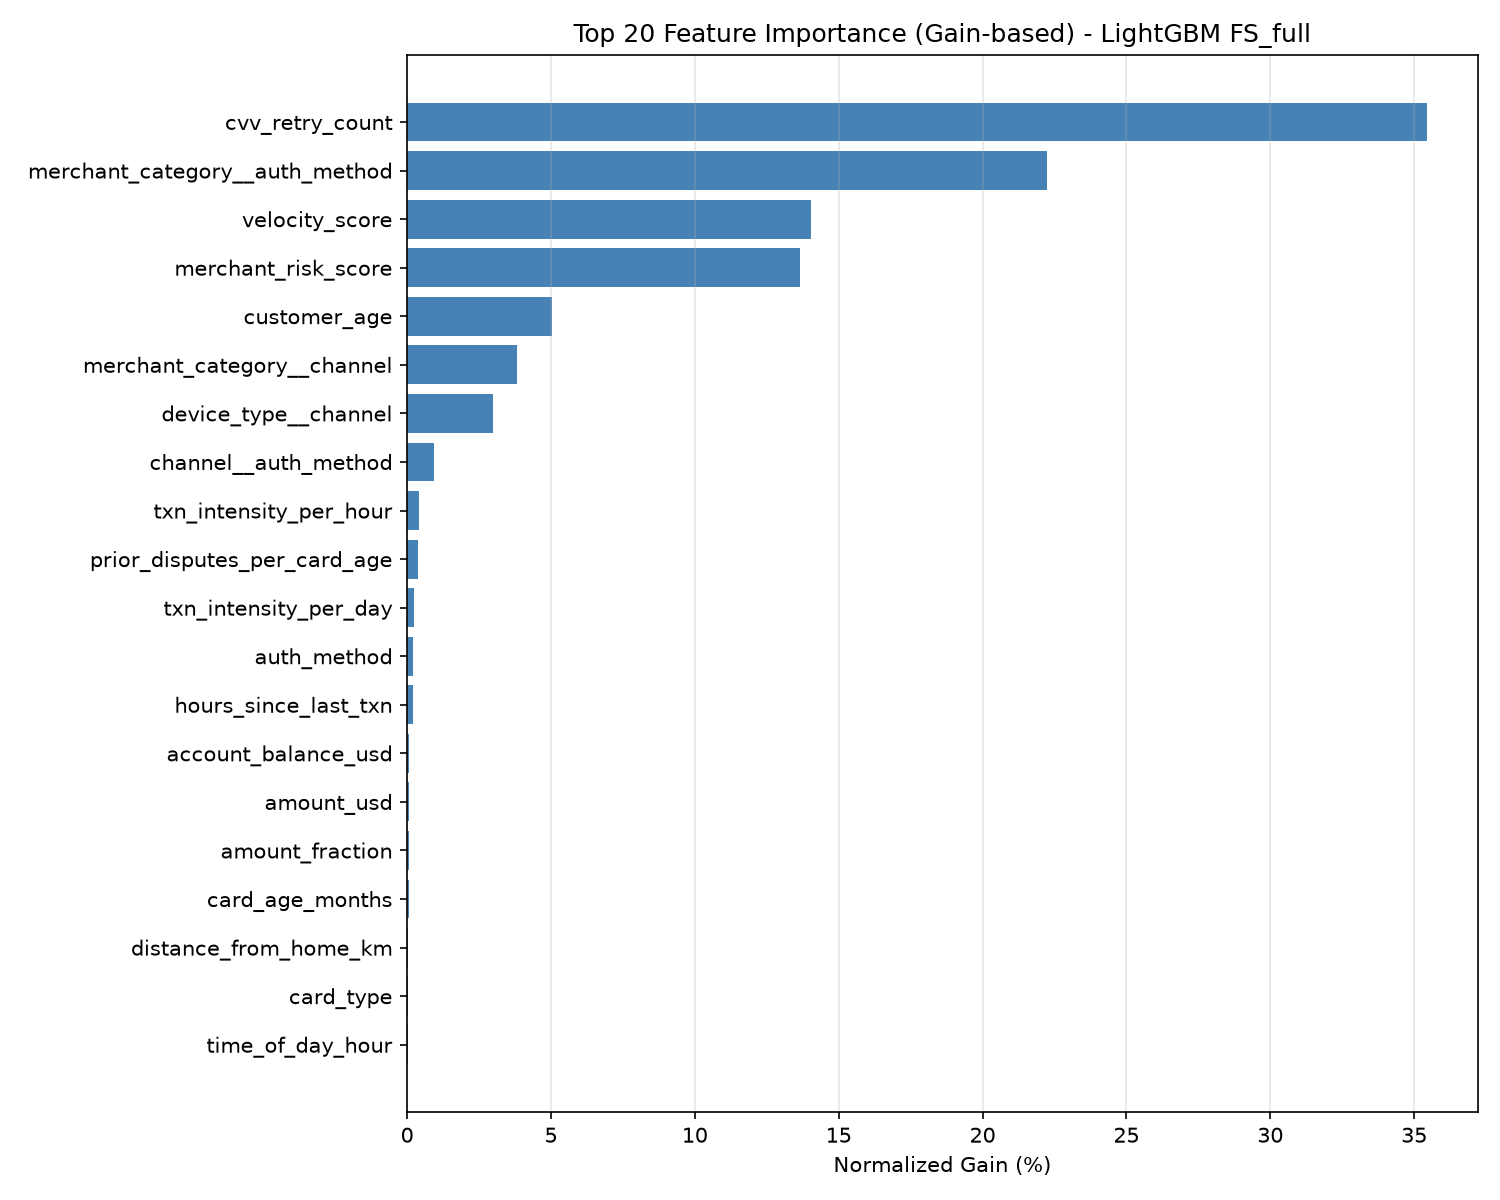 Top 20 Feature Importance (Gain-based) - LightGBM FS_full
cvv_retry_count
merchant_category__auth_method
velocity_score
merchant_risk_score
customer_age
merchant_category__channel
device_type__channel
channel__auth_method
txn_intensity_per_hour
prior_disputes_per_card_age
txn_intensity_per_day
auth_method
hours_since_last_txn
account_balance_usd
amount_usd
amount_fraction
card_age_months
distance_from_home_km
card_type
time_of_day_hour
0 5 10 15 20 25 30 35
Normalized Gain (%)